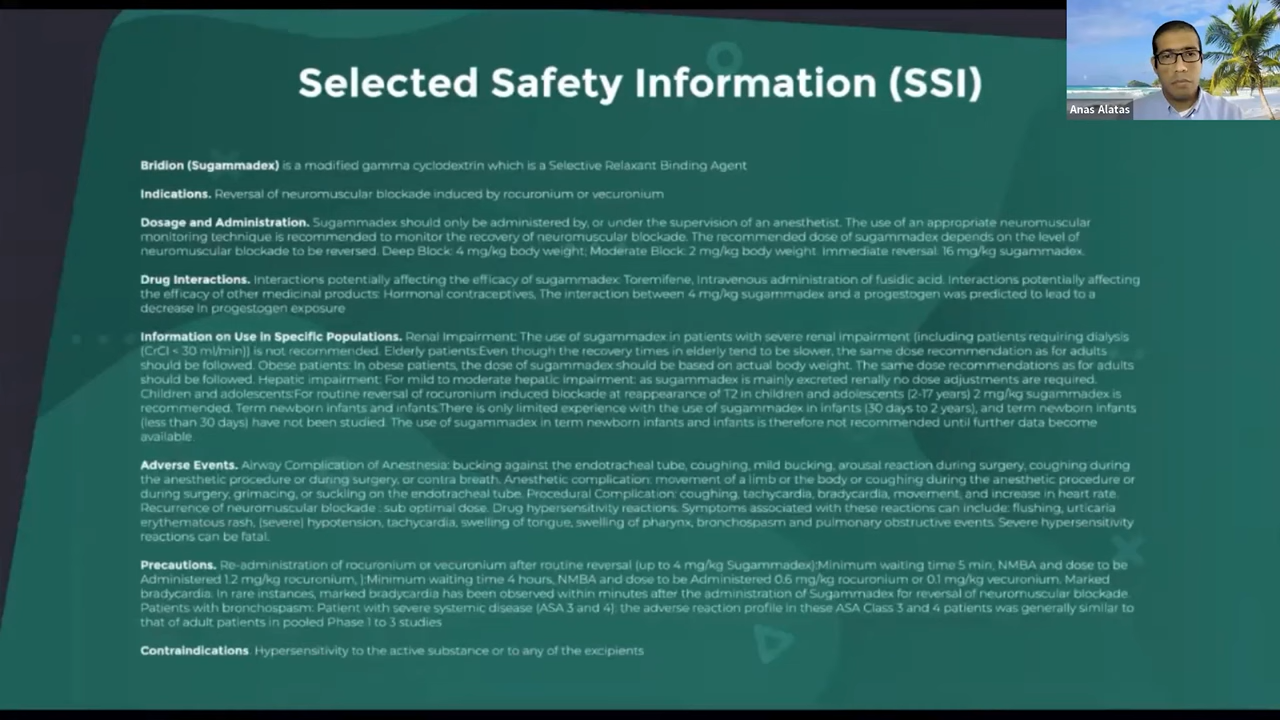 Selected Safety Information (SSI)
Anas Alatas
Bridion (Sugammadex) is a modified gamma cyclodextrin which is a Selective Relaxant Binding Agent
Indications. Reversal of neuromuscular blockade induced by rocuronium or vecuronium
Dosage and Administration. Sugammadex should only be administered by, or under the supervision of an anesthetist. The use of an appropriate neuromuscular
monitoring technique is recommended to monitor the recovery of neuromuscular blockade. The recommended dose of sugammadex depends on the level of
neuromuscular blockade to be reversed. Deep Block: 4 mg/kg body weight; Moderate Block: 2 mg/kg body weight. Immediate reversal: 16 mg/kg sugammadex.
Drug Interactions. Interactions potentially affecting the efficacy of sugammadex: Toremifene, Intravenous administration of fusidic acid. Interactions potentially affecting
the efficacy of other medicinal products: Hormonal contraceptives, The interaction between 4 mg/kg sugammadex and a progestogen was predicted to lead to a
decrease in progestogen exposure
Information on Use in Specific Populations. Renal Impairment: The use of sugammadex in patients with severe renal impairment (including patients requiring dialysis
(CrCl < 30 ml/min)) is not recommended. Elderly patients:Even though the recovery times in elderly tend to be slower, the same dose recommendation as for adults
should be followed. Obese patients: In obese patients, the dose of sugammadex should be based on actual body weight. The same dose recommendations as for adults
should be followed. Hepatic impairment: For mild to moderate hepatic impairment: as sugammadex is mainly excreted renally no dose adjustments are required.
Children and adolescents:For routine reversal of rocuronium induced blockade at reappearance of T2 in children and adolescents (2-17 years) 2 mg/kg sugammadex is
recommended. Term newborn infants and infants:There is only limited experience with the use of sugammadex in infants (30 days to 2 years), and term newborn infants
(less than 30 days) have not been studied. The use of sugammadex in term newborn infants and infants is therefore not recommended until further data become
available.
Adverse Events. Airway Complication of Anesthesia: bucking against the endotracheal tube, coughing, mild bucking, arousal reaction during surgery, coughing during
the anesthetic procedure or during surgery, or contra breath. Anesthetic complication: movement of a limb or the body or coughing during the anesthetic procedure or
during surgery, grimacing, or suckling on the endotracheal tube. Procedural Complication: coughing, tachycardia, bradycardia, movement, and increase in heart rate.
Recurrence of neuromuscular blockade : sub optimal dose. Drug hypersensitivity reactions. Symptoms associated with these reactions can include: flushing, urticaria
erythematous rash, (severe) hypotension, tachycardia, swelling of tongue, swelling of pharynx, bronchospasm and pulmonary obstructive events. Severe hypersensitivity
reactions can be fatal.
Precautions. Re-administration of rocuronium or vecuronium after routine reversal (up to 4 mg/kg Sugammadex):Minimum waiting time 5 min, NMBA and dose to be
Administered 1.2 mg/kg rocuronium, |:Minimum waiting time 4 hours, NMBA and dose to be Administered 0.6 mg/kg rocuronium or 0.1 mg/kg vecuronium. Marked
bradycardia. In rare instances, marked bradycardia has been observed within minutes after the administration of Sugammadex for reversal of neuromuscular blockade.
Patients with bronchospasm. Patient with severe systemic disease (ASA 3 and 4): the adverse reaction profile in these ASA Class 3 and 4 patients was generally similar to
that of adult patients in pooled Phase 1 to 3 studies
Contraindications. Hypersensitivity to the active substance or to any of the excipients